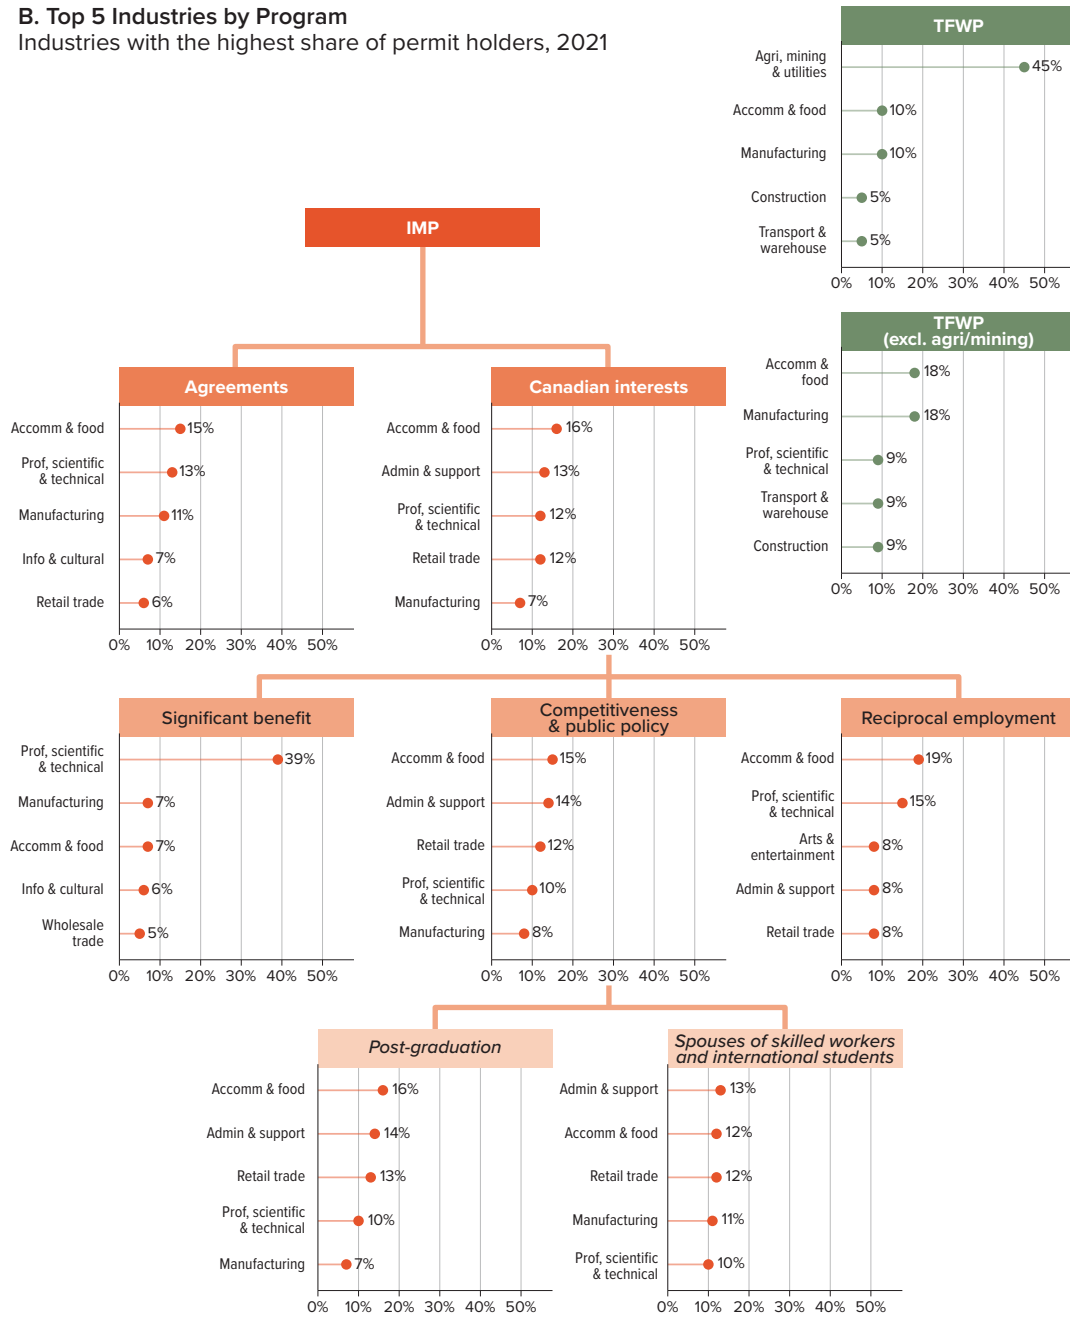 B. Top 5 Industries by Program
Industries with the highest share of permit holders, 2021
TFWP
Agri, mining
& utilities
45%
Accomm & food
10%
Manufacturing
10%
Construction
5%
Transport &
warehouse
5%
0% 10% 20% 30% 40% 50%
IMP
TFWP
(excl. agri/mining)
Accomm &
food
18%
Manufacturing
18%
Prof, scientific
& technical
9%
Transport &
warehouse
9%
Construction
9%
0% 10% 20% 30% 40% 50%
Agreements
Accomm & food
15%
Prof, scientific
& technical
13%
Manufacturing
11%
Info & cultural
7%
Retail trade
6%
0% 10% 20% 30% 40% 50%
Canadian interests
Accomm & food
16%
Admin & support
13%
Prof, scientific
& technical
12%
Retail trade
12%
Manufacturing
7%
0% 10% 20% 30% 40% 50%
Significant benefit
Prof, scientific
& technical
39%
Manufacturing
7%
Accomm & food
7%
Info & cultural
6%
Wholesale
trade
5%
0% 10% 20% 30% 40% 50%
Competitiveness
& public policy
Accomm & food
15%
Admin & support
14%
Retail trade
12%
Prof, scientific
& technical
10%
Manufacturing
8%
0% 10% 20% 30% 40% 50%
Reciprocal employment
Accomm & food
19%
Prof, scientific
& technical
15%
Arts &
entertainment
8%
Admin & support
8%
Retail trade
8%
0% 10% 20% 30% 40% 50%
Post-graduation
Accomm & food
16%
Admin & support
14%
Retail trade
13%
Prof, scientific
& technical
10%
Manufacturing
7%
0% 10% 20% 30% 40% 50%
Spouses of skilled workers
and international students
Admin & support
13%
Accomm & food
12%
Retail trade
12%
Manufacturing
11%
Prof, scientific
& technical
10%
0% 10% 20% 30% 40% 50%